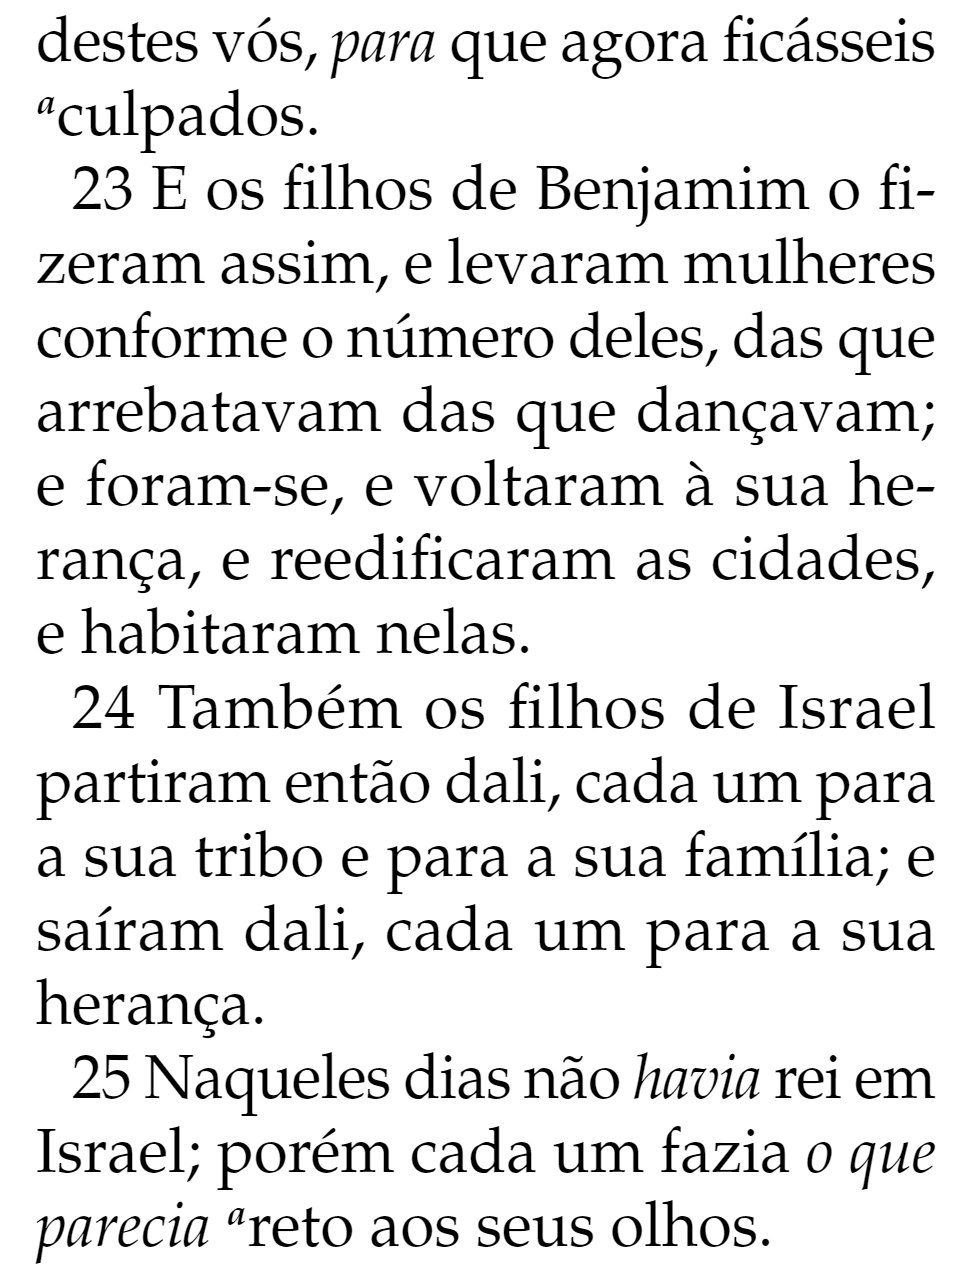 destes vós, para que agora ficásseis
ᵃculpados.
23 E os filhos de Benjamim o fi-
zeram assim, e levaram mulheres
conforme o número deles, das que
arrebatavam das que dançavam;
e foram-se, e voltaram à sua he-
rança, e reedificaram as cidades,
e habitaram nelas.
24 Também os filhos de Israel
partiram então dali, cada um para
a sua tribo e para a sua família; e
saíram dali, cada um para a sua
herança.
25 Naqueles dias não havia rei em
Israel; porém cada um fazia o que
parecia ᵃreto aos seus olhos.